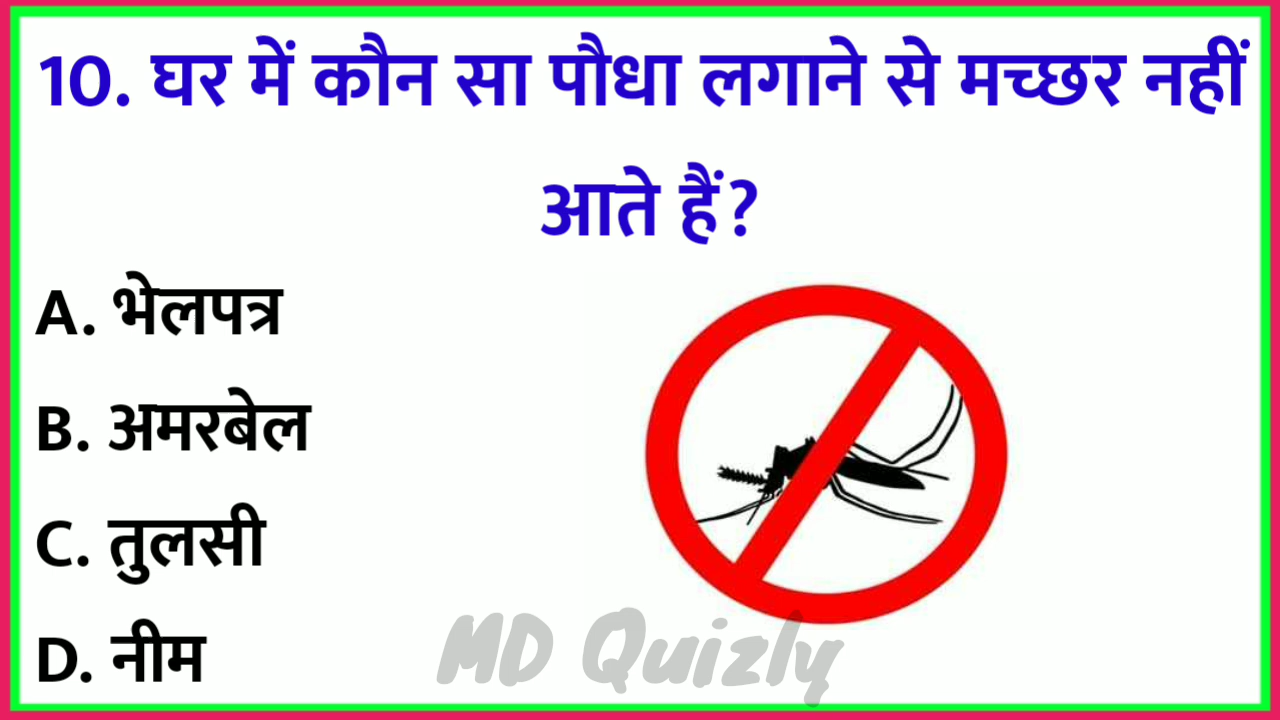 10. घर में कौन सा पौधा लगाने से मच्छर नहीं
आते हैं?
A. भेलपत्र
B. अमरबेल
C. तुलसी
D. नीम
MD Quizly